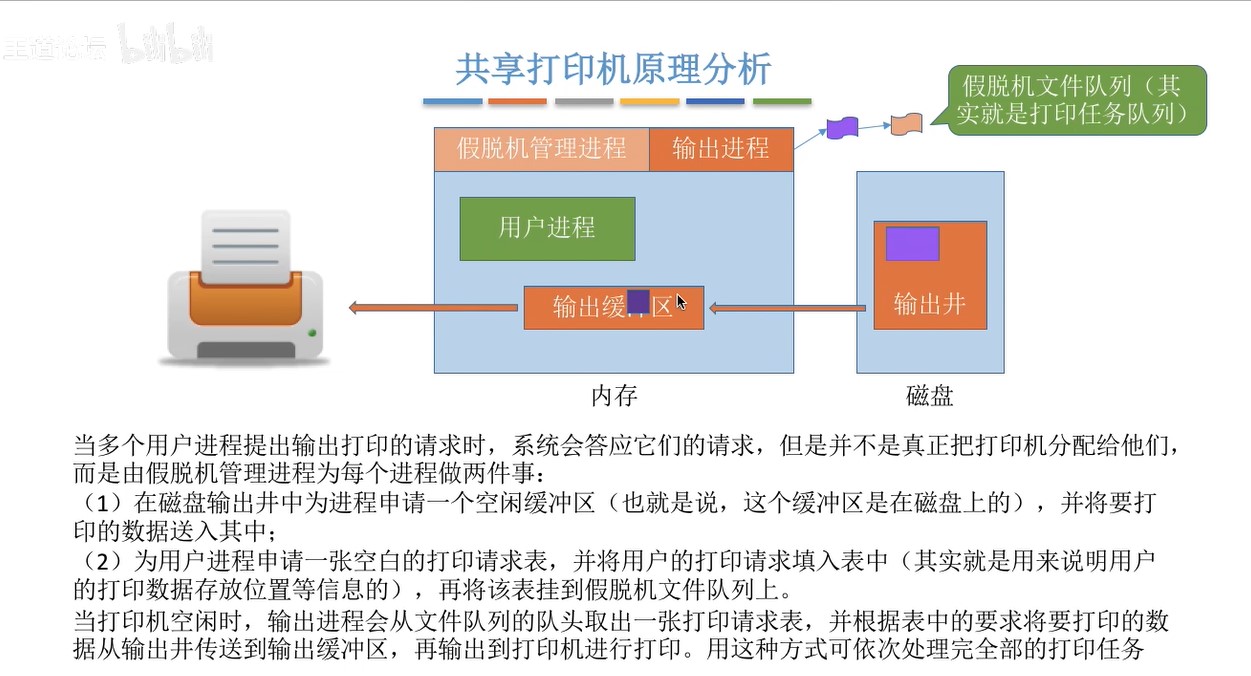 王道论坛 bilibili
共享打印机原理分析
假脱机文件队列（其
实就是打印任务队列）
假脱机管理进程 输出进程
用户进程
输出缓 区
输出井
内存
磁盘
当多个用户进程提出输出打印的请求时，系统会答应它们的请求，但是并不是真正把打印机分配给他们，
而是由假脱机管理进程为每个进程做两件事：
（1）在磁盘输出井中为进程申请一个空闲缓冲区（也就是说，这个缓冲区是在磁盘上的），并将要打
印的数据送入其中；
（2）为用户进程申请一张空白的打印请求表，并将用户的打印请求填入表中（其实就是用来说明用户
的打印数据存放位置等信息的），再将该表挂到假脱机文件队列上。
当打印机空闲时，输出进程会从文件队列的队头取出一张打印请求表，并根据表中的要求将要打印的数
据从输出井传送到输出缓冲区，再输出到打印机进行打印。用这种方式可依次处理完全部的打印任务